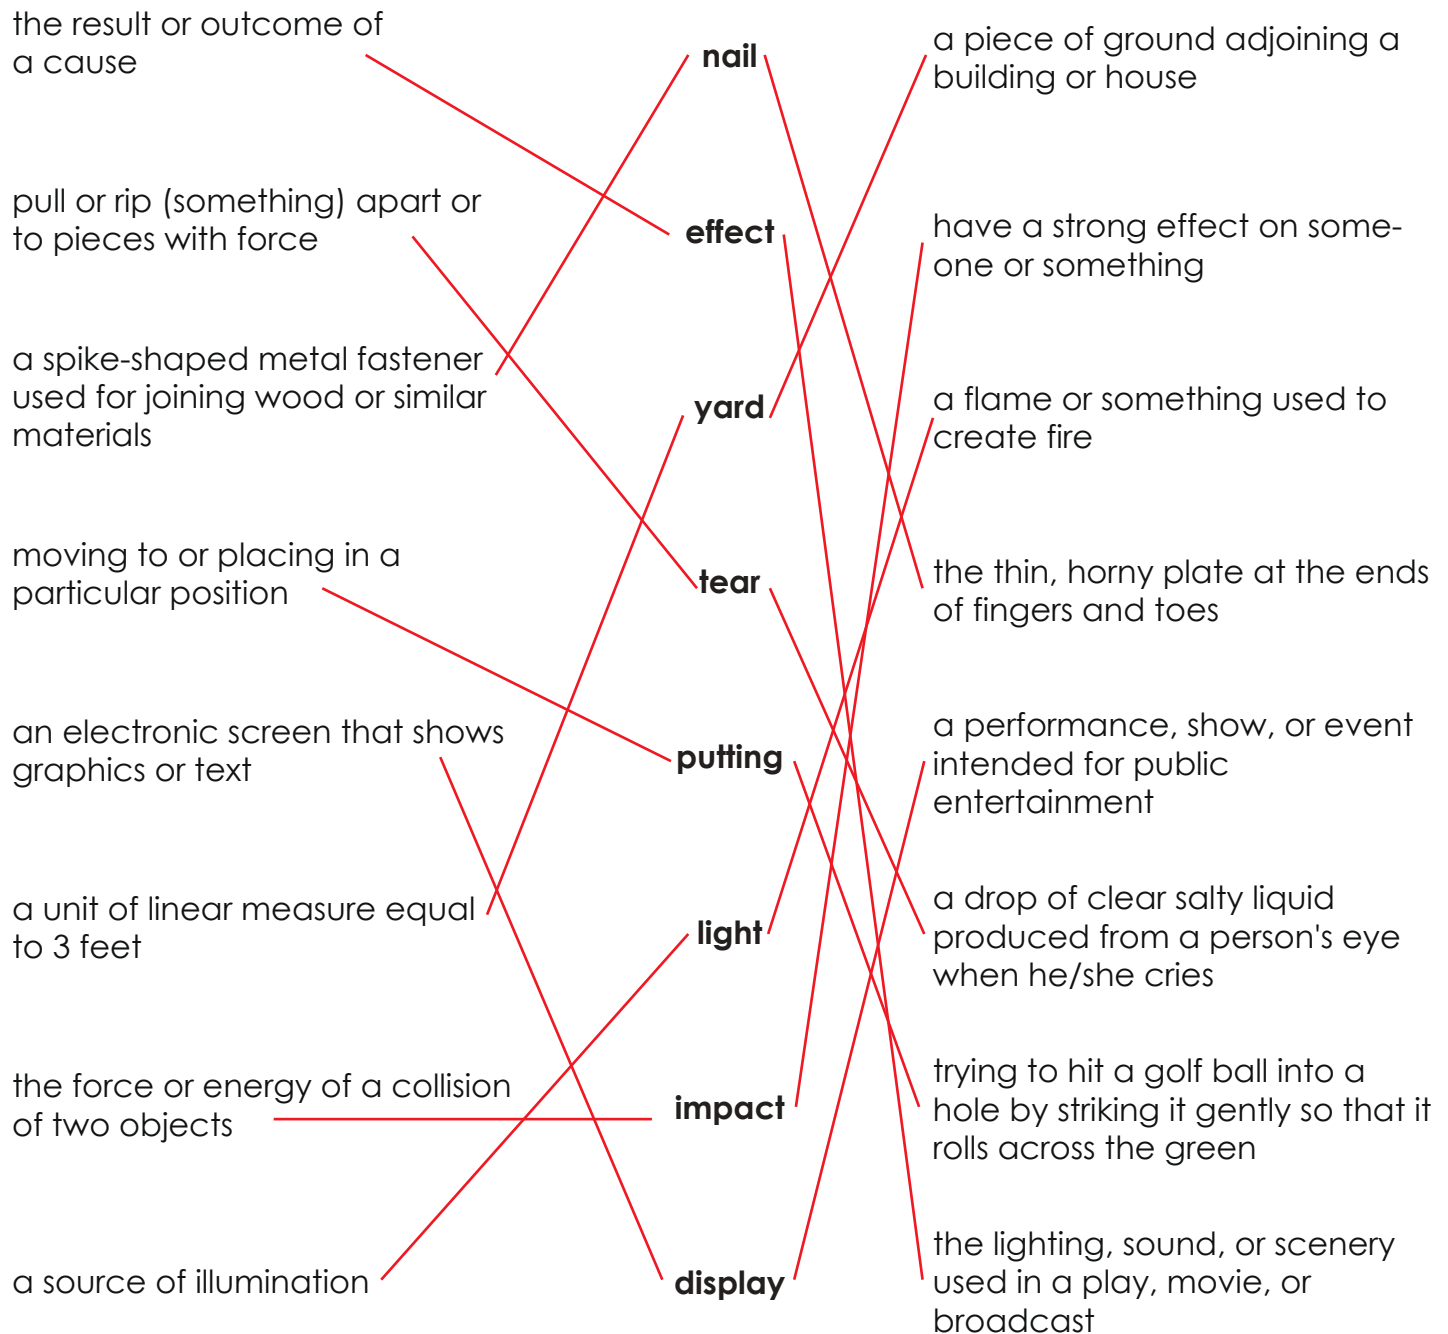 the result or outcome of
a cause
pull or rip (something) apart or
to pieces with force
a spike-shaped metal fastener
used for joining wood or similar
materials
moving to or placing in a
particular position
an electronic screen that shows
graphics or text
a unit of linear measure equal
to 3 feet
the force or energy of a collision
of two objects
a source of illumination
nail
effect
yard
tear
putting
light
impact
display
a piece of ground adjoining a
building or house
have a strong effect on some-
one or something
a flame or something used to
create fire
the thin, horny plate at the ends
of fingers and toes
a performance, show, or event
intended for public
entertainment
a drop of clear salty liquid
produced from a person's eye
when he/she cries
trying to hit a golf ball into a
hole by striking it gently so that it
rolls across the green
the lighting, sound, or scenery
used in a play, movie, or
broadcast